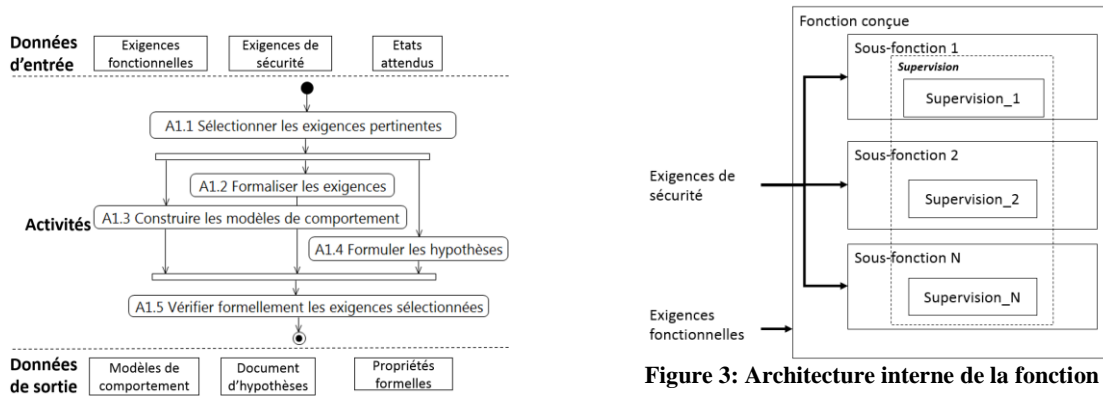 Données
d'entrée
Exigences
fonctionnelles
Exigences de
sécurité
Etats
attendus
A1.1 Sélectionner les exigences pertinentes
A1.2 Formaliser les exigences
A1.3 Construire les modèles de comportement
Activités
A1.4 Formuler les hypothèses
A1.5 Vérifier formellement les exigences sélectionnées
Données
de sortie
Modèles de
comportement
Document
d'hypothèses
Propriétés
formelles
Fonction conçue
Sous-fonction 1
Supervision
Supervision_1
Sous-fonction 2
Exigences de
sécurité
Supervision_2
Sous-fonction N
Supervision_N
Exigences
fonctionnelles
Figure 3: Architecture interne de la fonction